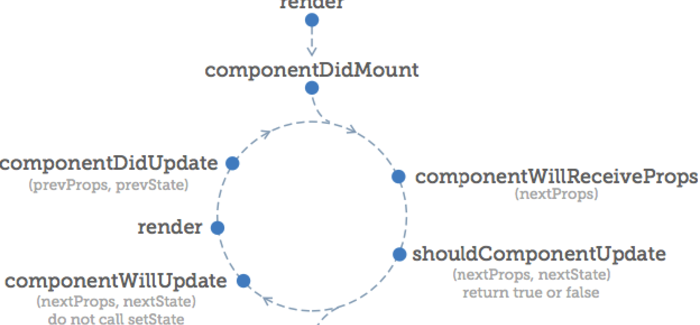 render
componentDidMount
componentDidUpdate
(prevProps, prevState)
componentWillReceiveProps
(nextProps)
render
shouldComponentUpdate
(nextProps, nextState)
return true or false
componentWillUpdate
(nextProps, nextState)
do not call setState